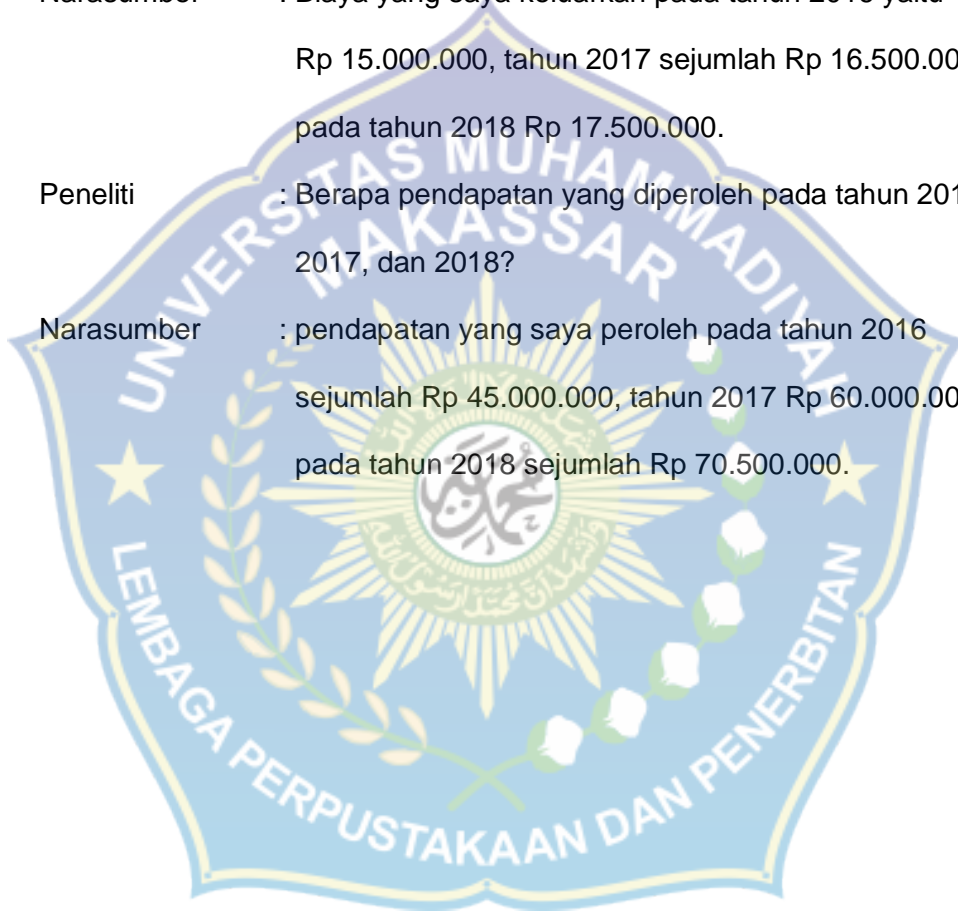 Rp 15.000.000, tahun 2017 sejumlah Rp 16.500.00
pada tahun 2018 Rp 17.500.000.
Peneliti : Berapa pendapatan yang diperoleh pada tahun 201
2017, dan 2018?
Narasumber : pendapatan yang saya peroleh pada tahun 2016
sejumlah Rp 45.000.000, tahun 2017 Rp 60.000.00
pada tahun 2018 sejumlah Rp 70.500.000.
UNIVERSITAS MUHAMMADIYAH
MAKASSAR
LEMBAGA PERPUSTAKAAN DAN PENERBITAN